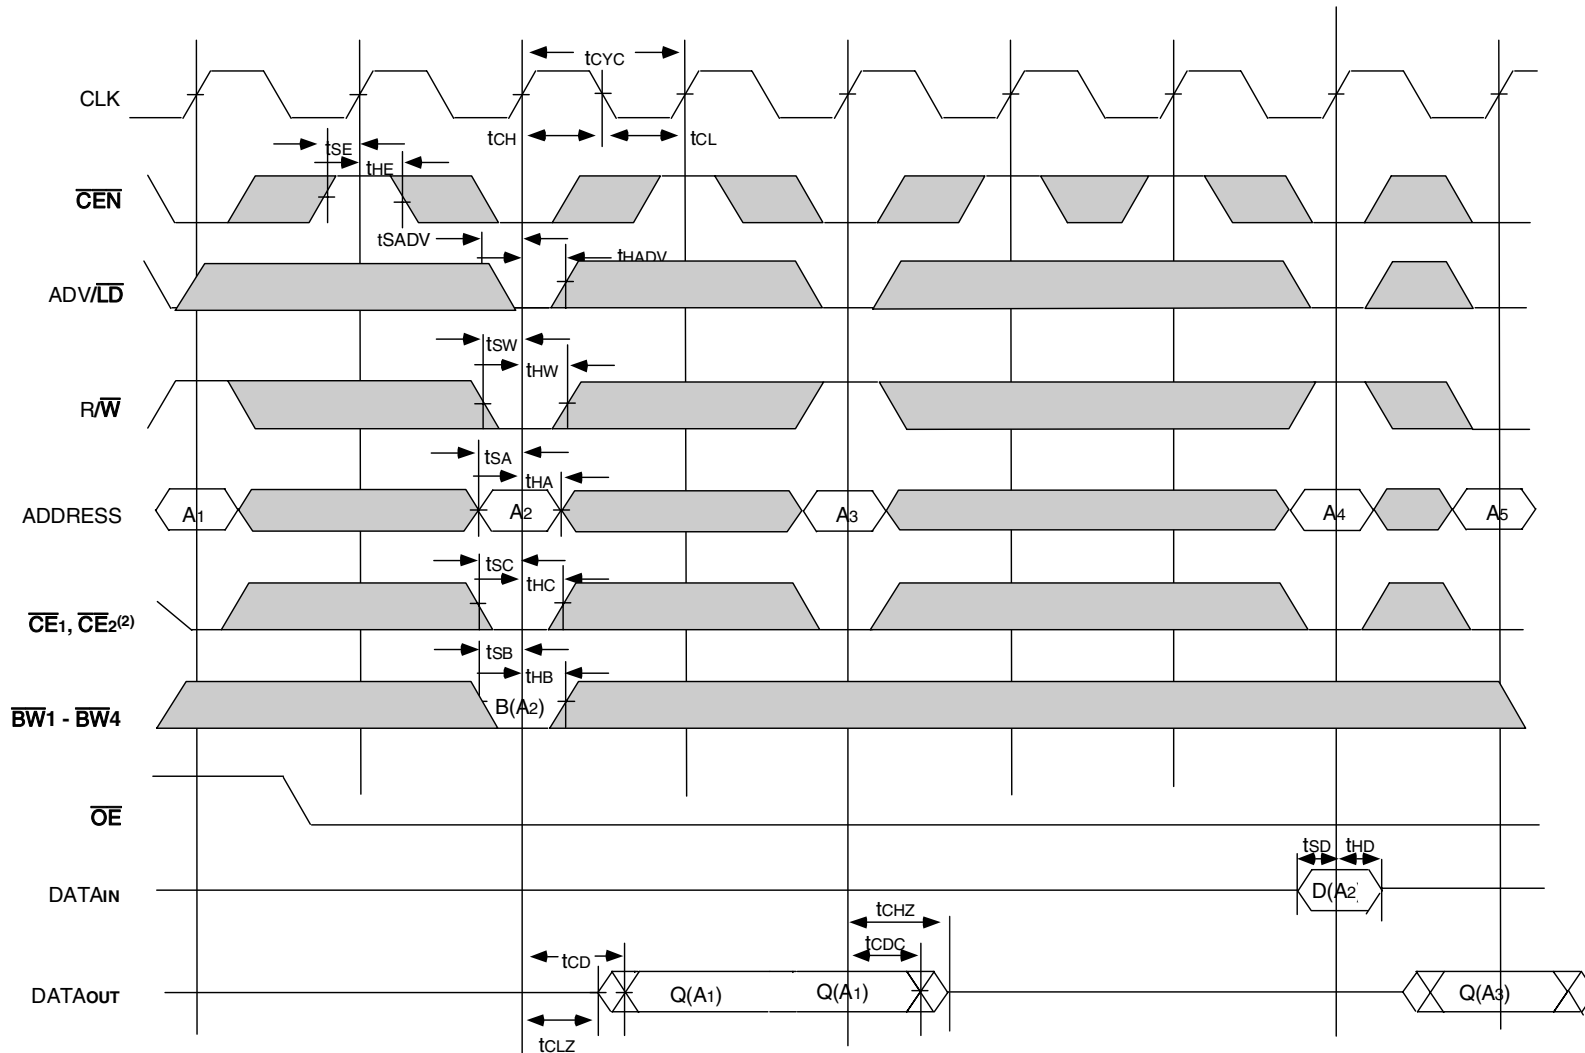 tCYC
CLK
tCH
tCL
tSE
tHE
CEN
tSADV
tHADV
ADV/LD
tSW
tHW
R/W
tSA
tHA
ADDRESS
A1
A2
A3
A4
A5
tSC
tHC
CE1, CE2(2)
tSB
tHB
BW1 - BW4
B(A2)
OE
tSD
tHD
DATAIN
D(A2
tCHZ
tCDC
tCD
DATAOUT
Q(A1)
Q(A1)
Q(A3)
tCLZ